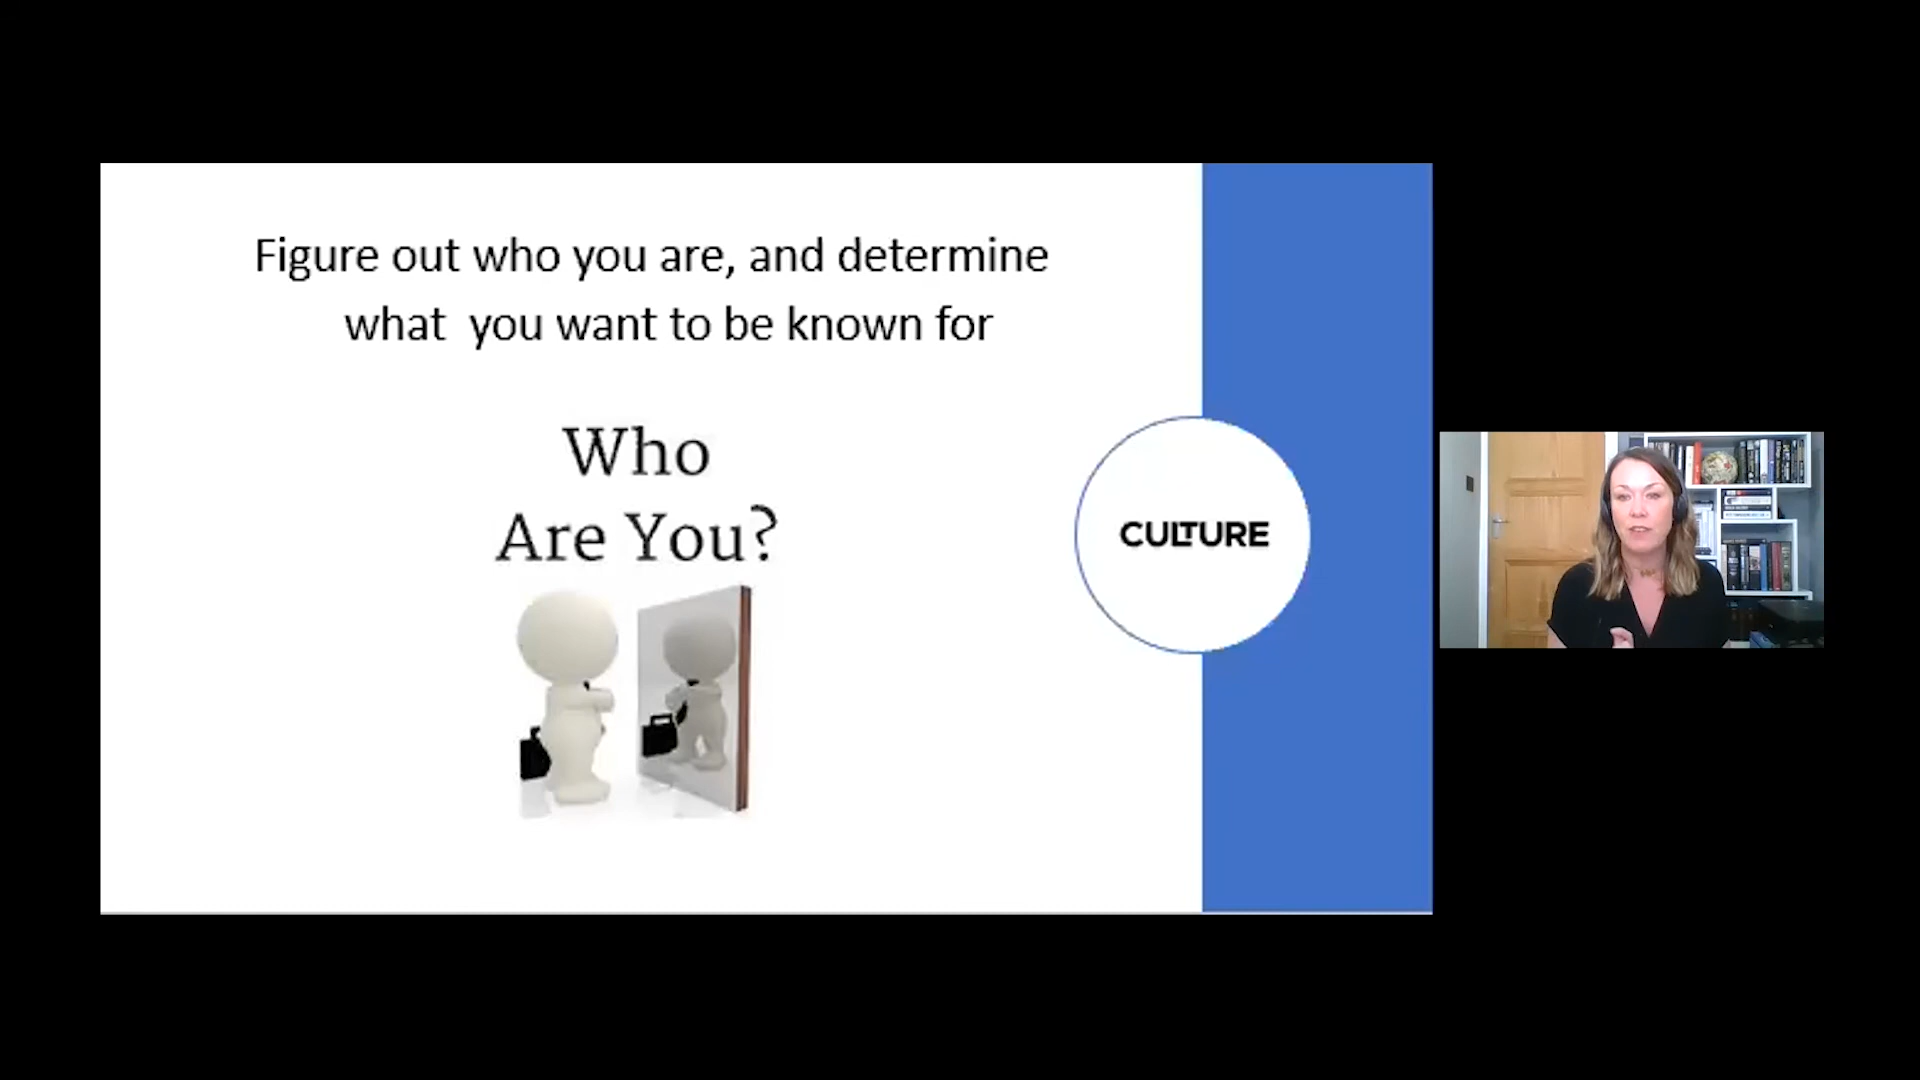 Figure out who you are, and determine
what  you want to be known for
Who
Are You?
CULTURE